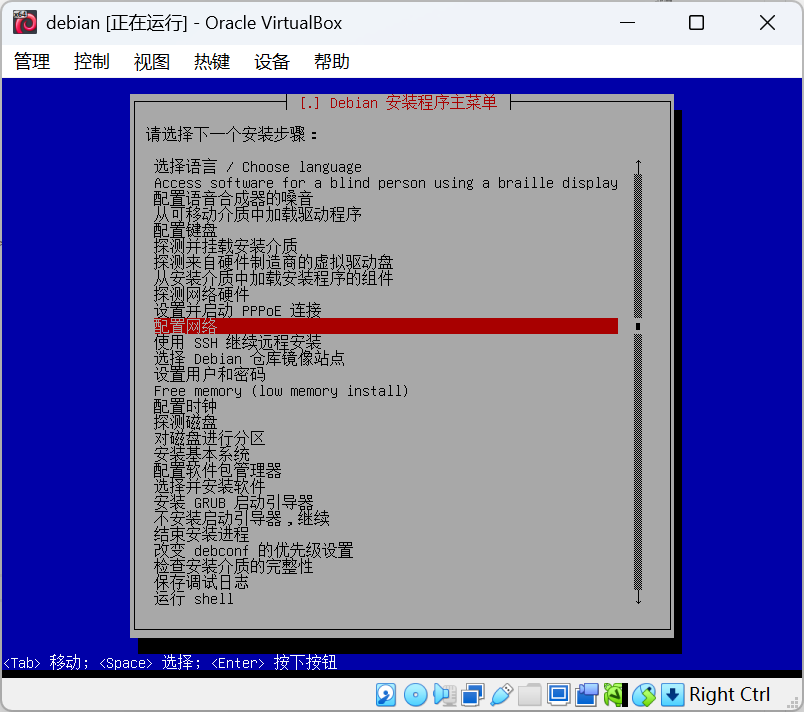 debian [正在运行] - Oracle VirtualBox
管理 控制 视图 热键 设备 帮助
[.] Debian 安装程序主菜单
请选择下一个安装步骤：
选择语言 / Choose language
Access software for a blind person using a braille display
配置语音合成器的嗓音
从可移动介质中加载驱动程序
配置键盘
探测并挂载安装介质
探测来自硬件制造商的虚拟驱动盘
从安装介质中加载安装程序的组件
探测网络硬件
设置并启动 PPPoE 连接
配置网络
使用 SSH 继续远程安装
选择 Debian 仓库镜像站点
设置用户和密码
Free memory (low memory install)
配置时钟
探测磁盘
对磁盘进行分区
安装基本系统
配置软件包管理器
选择并安装软件
安装 GRUB 启动引导器
不安装启动引导器，继续
结束安装进程
改变 debconf 的优先级设置
检查安装介质的完整性
保存调试日志
运行 shell
<Tab> 移动; <Space> 选择; <Enter> 按下按钮
Right Ctrl